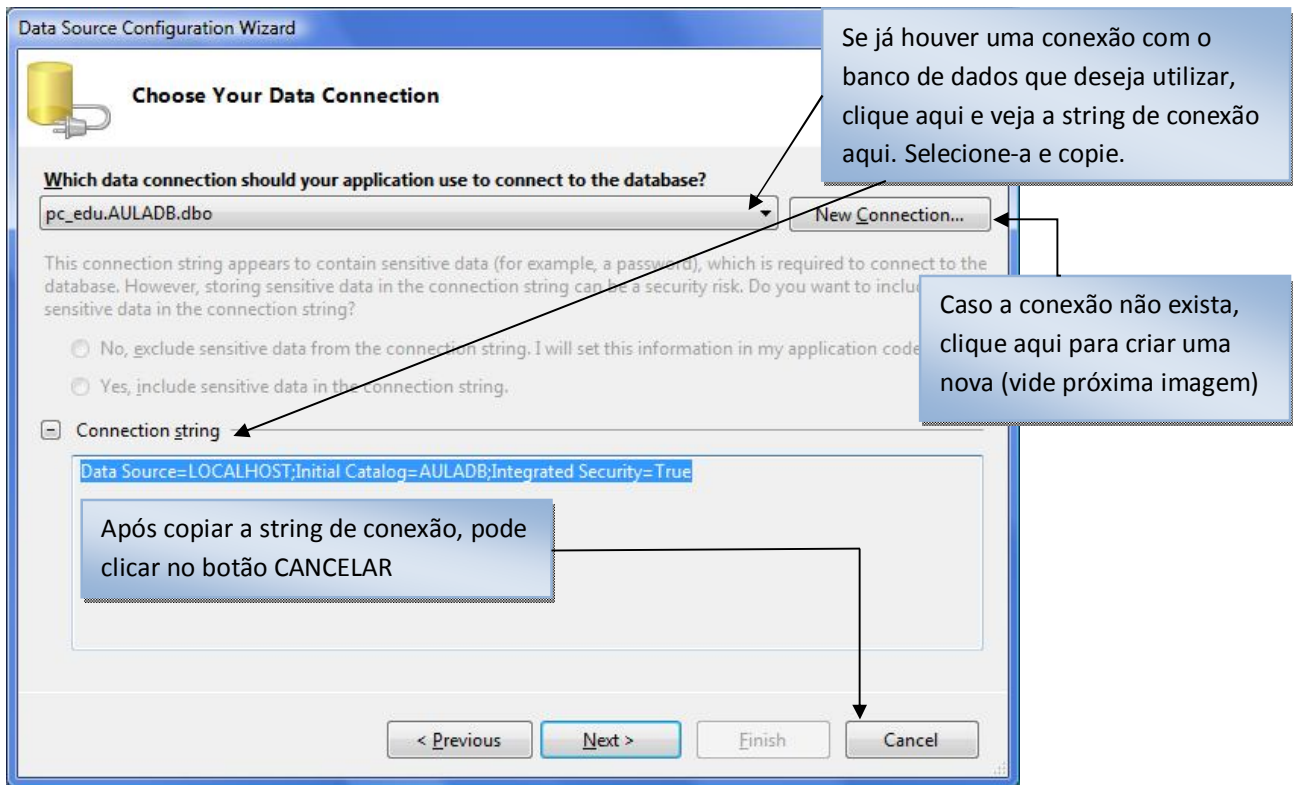 Data Source Configuration Wizard
Choose Your Data Connection
Se já houver uma conexão com o
banco de dados que deseja utilizar,
clique aqui e veja a string de conexão
aqui. Selecione-a e copie.
Which data connection should your application use to connect to the database?
pc_edu.AULADB.dbo
New Connection...
This connection string appears to contain sensitive data (for example, a password), which is required to connect to the
database. However, storing sensitive data in the connection string can be a security risk. Do you want to inclu
sensitive data in the connection string?
No, exclude sensitive data from the connection string. I will set this information in my application code
Yes, include sensitive data in the connection string.
Caso a conexão não exista,
clique aqui para criar uma
nova (vide próxima imagem)
Connection string
Data Source=LOCALHOST;Initial Catalog=AULADB;Integrated Security=True
Após copiar a string de conexão, pode
clicar no botão CANCELAR
< Previous
Next >
Finish
Cancel